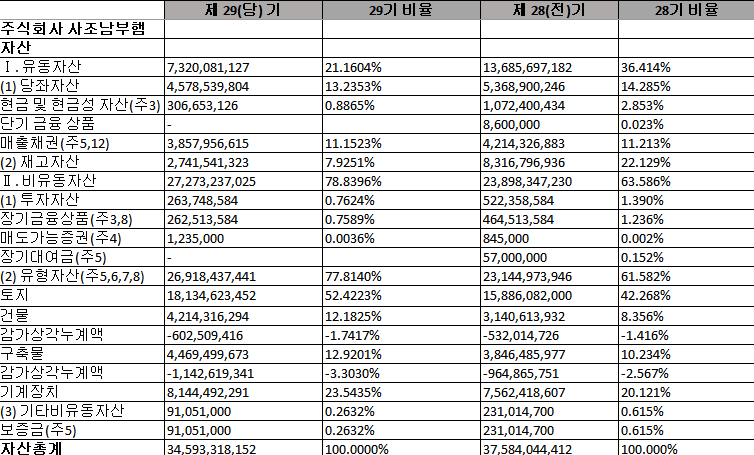 제 29(당) 기 29기 비율 제 28(전)기 28기 비율
주식회사 사조남부햄
자산
Ⅰ. 유동자산 7,320,081,127 21.1604% 13,685,697,182 36.414%
(1) 당좌자산 4,578,539,804 13.2353% 5,368,900,246 14.285%
현금 및 현금성 자산(주3) 306,653,126 0.8865% 1,072,400,434 2.853%
단기 금융 상품 - 8,600,000 0.023%
매출채권(주5,12) 3,857,956,615 11.1523% 4,214,326,883 11.213%
(2) 재고자산 2,741,541,323 7.9251% 8,316,796,936 22.129%
Ⅱ. 비유동자산 27,273,237,025 78.8396% 23,898,347,230 63.586%
(1) 투자자산 263,748,584 0.7624% 522,358,584 1.390%
장기금융상품(주3,8) 262,513,584 0.7589% 464,513,584 1.236%
매도가능증권(주4) 1,235,000 0.0036% 845,000 0.002%
장기대여금(주5) - 57,000,000 0.152%
(2) 유형자산(주5,6,7,8) 26,918,437,441 77.8140% 23,144,973,946 61.582%
토지 18,134,623,452 52.4223% 15,886,082,000 42.268%
건물 4,214,316,294 12.1825% 3,140,613,932 8.356%
감가상각누계액 -602,509,416 -1.7417% -532,014,726 -1.416%
구축물 4,469,499,673 12.9201% 3,846,485,977 10.234%
감가상각누계액 -1,142,619,341 -3.3030% -964,865,751 -2.567%
기계장치 8,144,492,291 23.5435% 7,562,418,607 20.121%
(3) 기타비유동자산 91,051,000 0.2632% 231,014,700 0.615%
보증금(주5) 91,051,000 0.2632% 231,014,700 0.615%
자산총계 34,593,318,152 100.0000% 37,584,044,412 100.000%